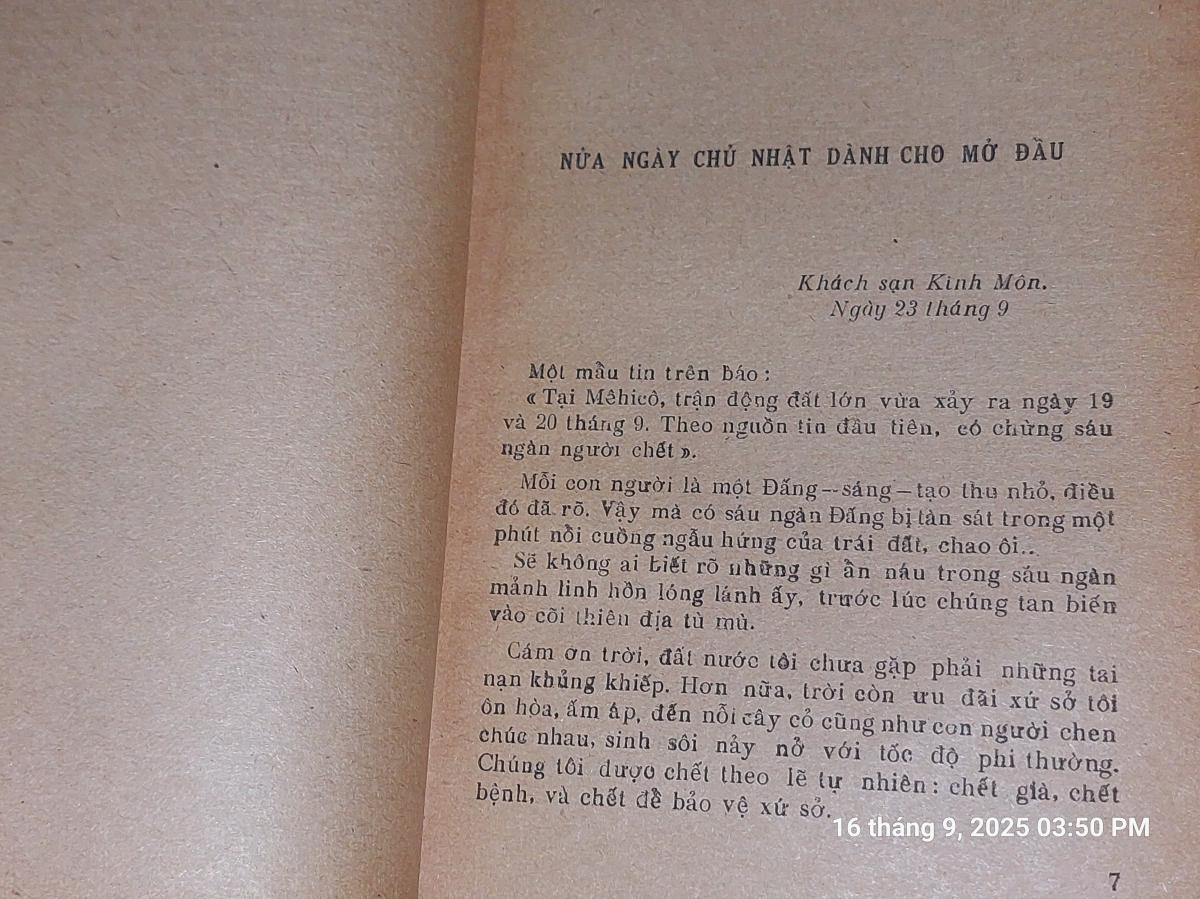 NỬA NGÀY CHỦ NHẬT DÀNH CHO MỞ ĐẦU
Khách sạn Kinh Môn.
Ngày 23 tháng 9
Một mẩu tin trên báo :
« Tại Mêhicô, trận động đất lớn vừa xảy ra ngày 19
và 20 tháng 9. Theo nguồn tin đầu tiên, có chừng sáu
ngàn người chết ».
Mỗi con người là một Đấng — sáng — tạo thu nhỏ, điều
đó đã rõ. Vậy mà có sáu ngàn Đấng bị tàn sát trong một
phút nổi cuồng ngẫu hứng của trái đất, chao ôi..
Sẽ không ai biết rõ những gì ẩn náu trong sáu ngàn
mảnh linh hồn lóng lánh ấy, trước lúc chúng tan biến
vào cõi thiên địa tù mù.
Cám ơn trời, đất nước tôi chưa gặp phải những tai
nạn khủng khiếp. Hơn nữa, trời còn ưu đãi xứ sở tôi
ôn hòa, ấm áp, đến nỗi cây cỏ cũng như con người chen
chúc nhau, sinh sôi nảy nở với tốc độ phi thường.
Chúng tôi được chết theo lẽ tự nhiên : chết già, chết
bệnh, và chết để bảo vệ xứ sở.
16 tháng 9, 2025 03:50 PM
7